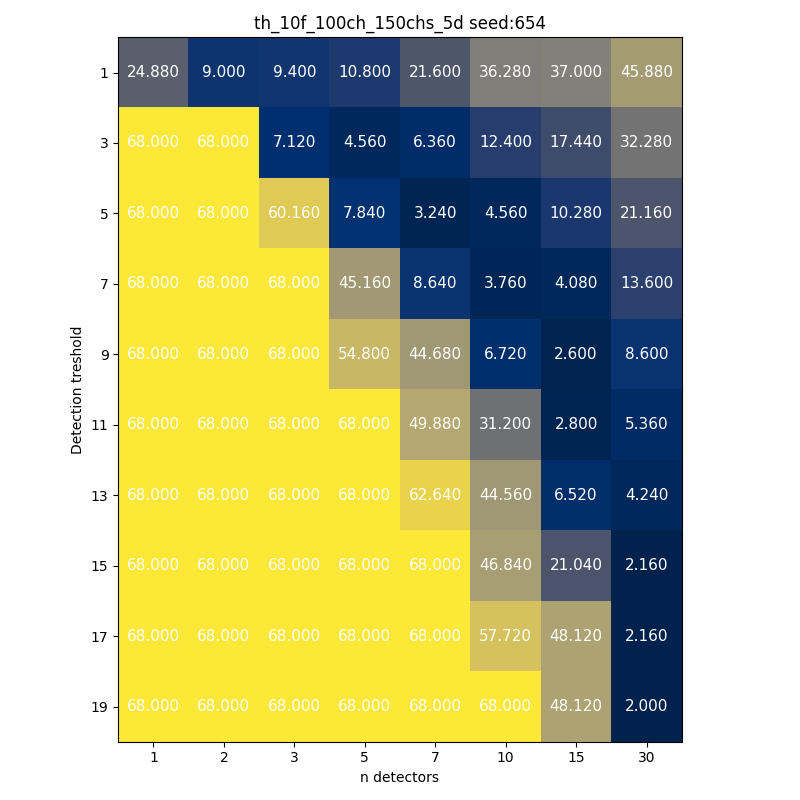 th_10f_100ch_150chs_5d seed:654
1 24.880 9.000 9.400 10.800 21.600 36.280 37.000 45.880
3 68.000 68.000 7.120 4.560 6.360 12.400 17.440 32.280
5 68.000 68.000 60.160 7.840 3.240 4.560 10.280 21.160
7 68.000 68.000 68.000 45.160 8.640 3.760 4.080 13.600
9 68.000 68.000 68.000 54.800 44.680 6.720 2.600 8.600
11 68.000 68.000 68.000 68.000 49.880 31.200 2.800 5.360
13 68.000 68.000 68.000 68.000 62.640 44.560 6.520 4.240
15 68.000 68.000 68.000 68.000 68.000 46.840 21.040 2.160
17 68.000 68.000 68.000 68.000 68.000 57.720 48.120 2.160
19 68.000 68.000 68.000 68.000 68.000 68.000 48.120 2.000
Detection treshold
1 2 3 5 7 10 15 30
n detectors